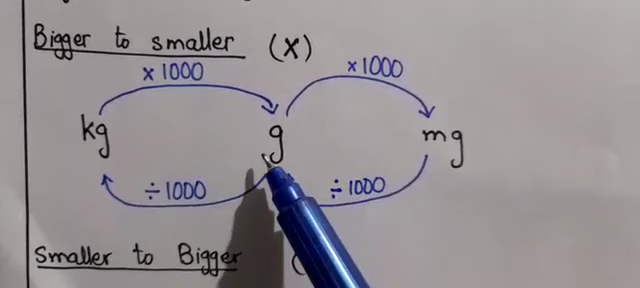 Bigger to smaller (X)
×1000 ×1000
kg g mg
÷1000 ÷1000
Smaller to Bigger (